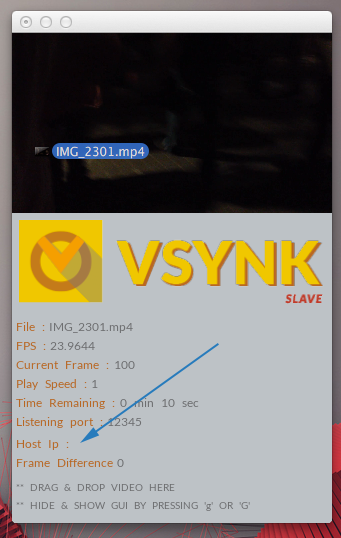 IMG_2301.mp4
VSYNK
SLAVE
File : IMG_2301.mp4
FPS : 23.9644
Current Frame : 100
Play Speed : 1
Time Remaining : 0 min 10 sec
Listening port : 12345
Host Ip :
Frame Difference 0
** DRAG & DROP VIDEO HERE
** HIDE & SHOW GUI BY PRESSING 'g' OR 'G'